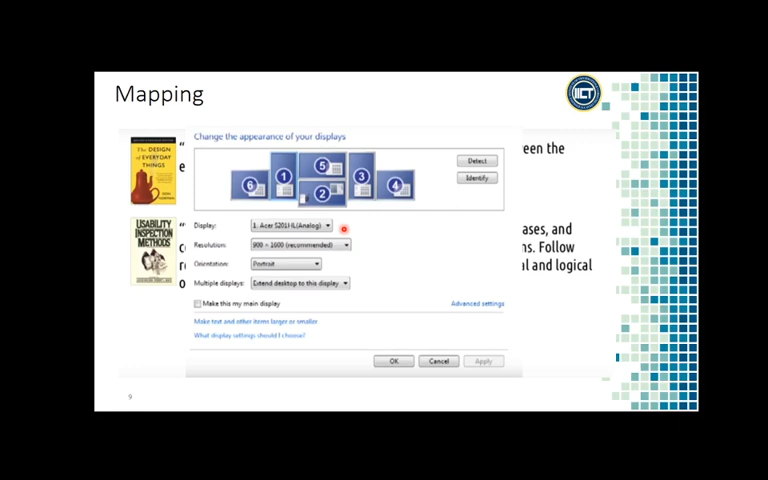 Mapping
IICT
THE DESIGN
OF EVERYDAY
THINGS
"
een the
e
USABILITY
INSPECTION
METHODS
"
ases, and
c
ns. Follow
r
al and logical
o
Change the appearance of your displays
6
1
5
2
3
4
Detect
Identify
Display:
1. Acer S201HL(Analog)
Resolution:
900 × 1600 (recommended)
Orientation:
Portrait
Multiple displays:
Extend desktop to this display
Make this my main display
Advanced settings
Make text and other items larger or smaller
What display settings should I choose?
OK
Cancel
Apply
9